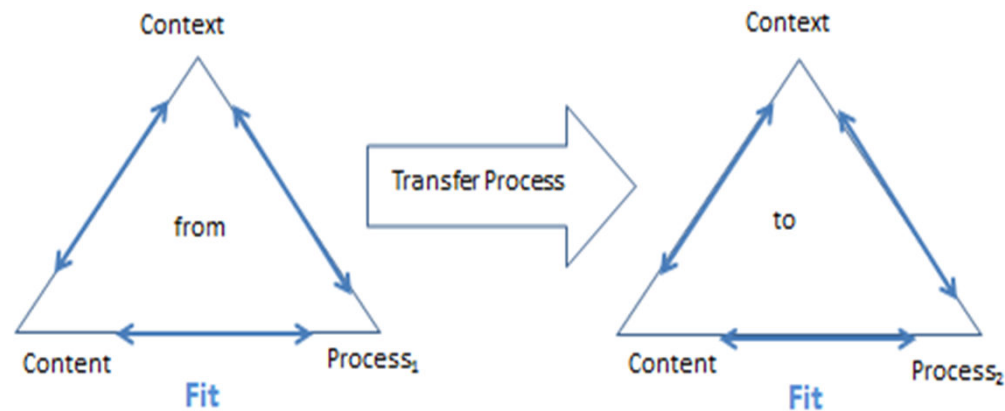 Context
Context
Transfer Process
from
to
Content
Process₁
Content
Process₂
Fit
Fit